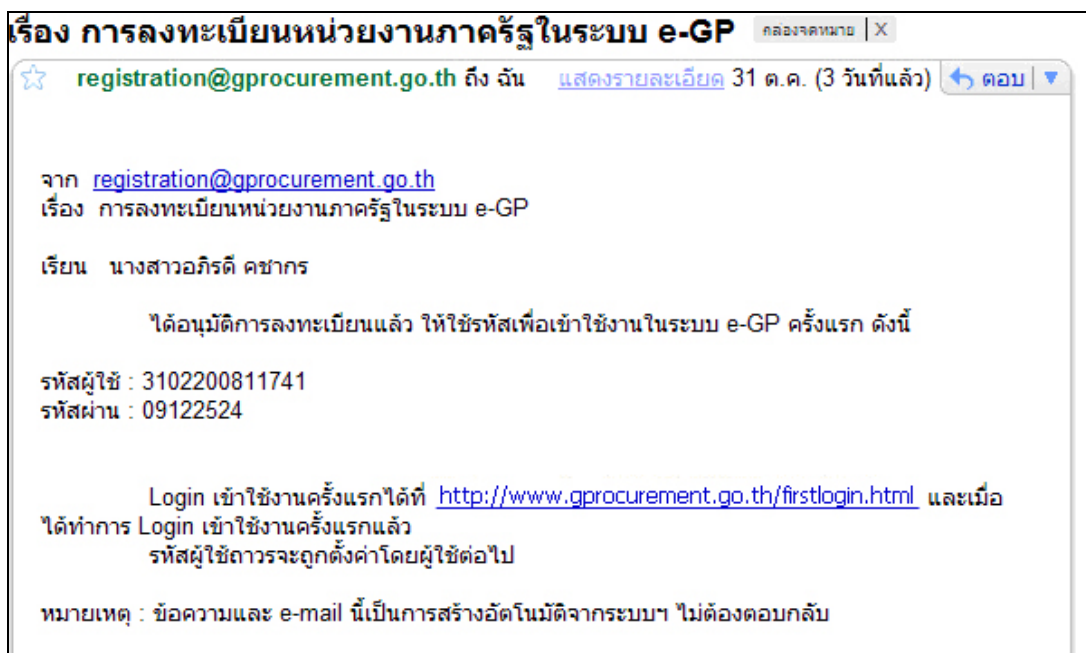 เรื่อง การลงทะเบียนหน่วยงานภาครัฐในระบบ e-GP กล่องจดหมาย X
registration@gprocurement.go.th ถึง ฉัน แสดงรายละเอียด 31 ต.ค. (3 วันที่แล้ว) ตอบ
จาก registration@gprocurement.go.th
เรื่อง การลงทะเบียนหน่วยงานภาครัฐในระบบ e-GP
เรียน นางสาวอภิรดี คชากร
ได้อนุมัติการลงทะเบียนแล้ว ให้ใช้รหัสเพื่อเข้าใช้งานในระบบ e-GP ครั้งแรก ดังนี้
รหัสผู้ใช้ : 3102200811741
รหัสผ่าน : 09122524
Login เข้าใช้งานครั้งแรกได้ที่ http://www.gprocurement.go.th/firstlogin.html และเมื่อ
ได้ทำการ Login เข้าใช้งานครั้งแรกแล้ว
รหัสผู้ใช้ถาวรจะถูกตั้งค่าโดยผู้ใช้ต่อไป
หมายเหตุ : ข้อความและ e-mail นี้เป็นการสร้างอัตโนมัติจากระบบฯ ไม่ต้องตอบกลับ